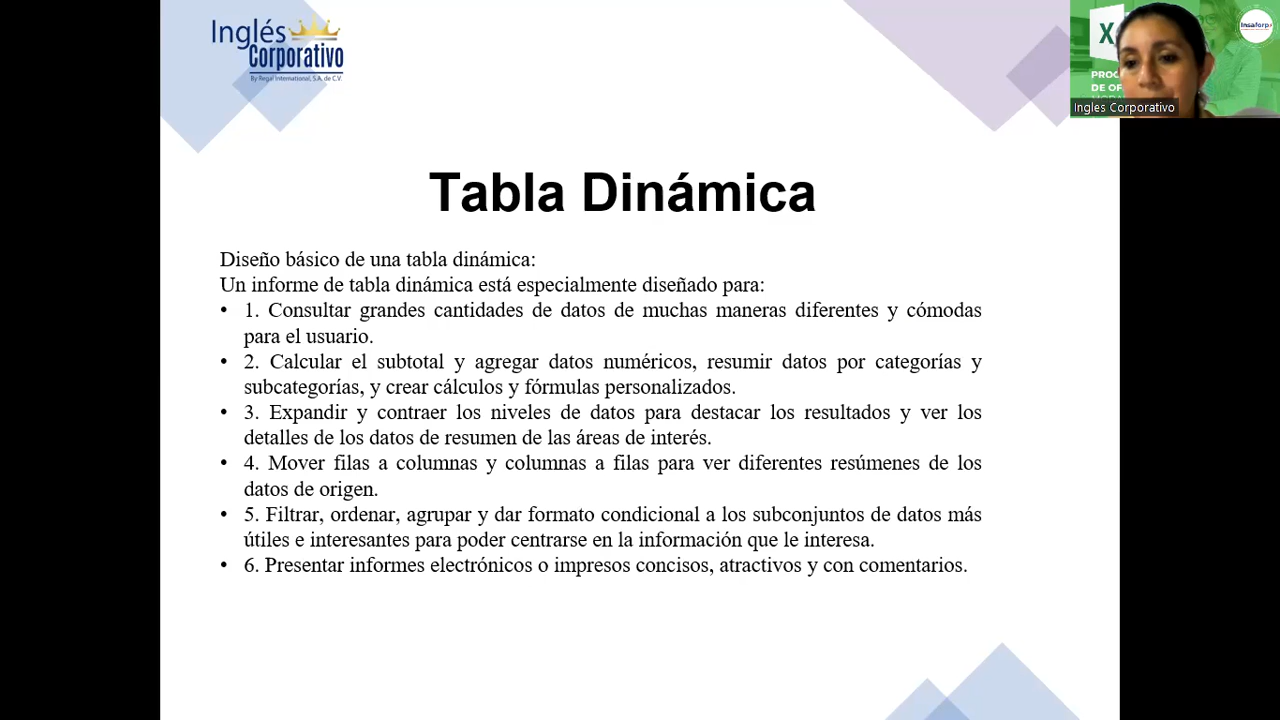 Inglés
Corporativo
By Regal International, S.A. de C.V.
Insaforp
X
PROC
DE OF
Ingles Corporativo
Tabla Dinámica
Diseño básico de una tabla dinámica:
Un informe de tabla dinámica está especialmente diseñado para:
• 1. Consultar grandes cantidades de datos de muchas maneras diferentes y cómodas
para el usuario.
• 2. Calcular el subtotal y agregar datos numéricos, resumir datos por categorías y
subcategorías, y crear cálculos y fórmulas personalizados.
• 3. Expandir y contraer los niveles de datos para destacar los resultados y ver los
detalles de los datos de resumen de las áreas de interés.
• 4. Mover filas a columnas y columnas a filas para ver diferentes resúmenes de los
datos de origen.
• 5. Filtrar, ordenar, agrupar y dar formato condicional a los subconjuntos de datos más
útiles e interesantes para poder centrarse en la información que le interesa.
• 6. Presentar informes electrónicos o impresos concisos, atractivos y con comentarios.